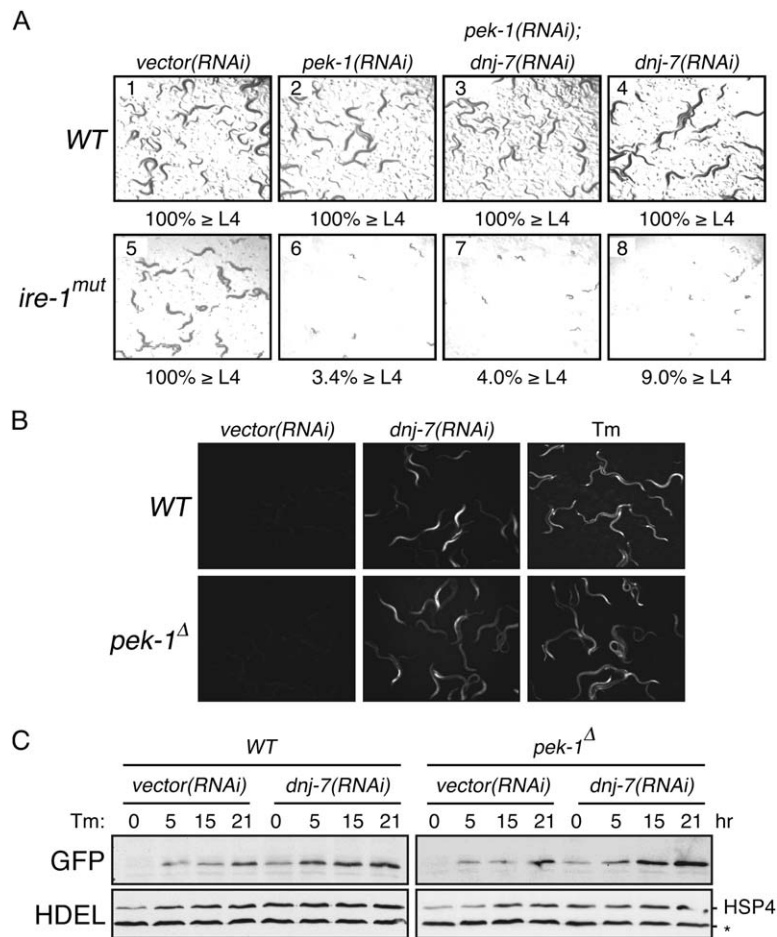 A
pek-1(RNAi);
vector(RNAi) pek-1(RNAi) dnj-7(RNAi) dnj-7(RNAi)
WT 1 2 3 4
100% ≥ L4 100% ≥ L4 100% ≥ L4 100% ≥ L4
ire-1mut 5 6 7 8
100% ≥ L4 3.4% ≥ L4 4.0% ≥ L4 9.0% ≥ L4
B
vector(RNAi) dnj-7(RNAi) Tm
WT
pek-1Δ
C
WT pek-1Δ
vector(RNAi) dnj-7(RNAi) vector(RNAi) dnj-7(RNAi)
Tm: 0 5 15 21 0 5 15 21 0 5 15 21 0 5 15 21 hr
GFP
HDEL HSP4
*